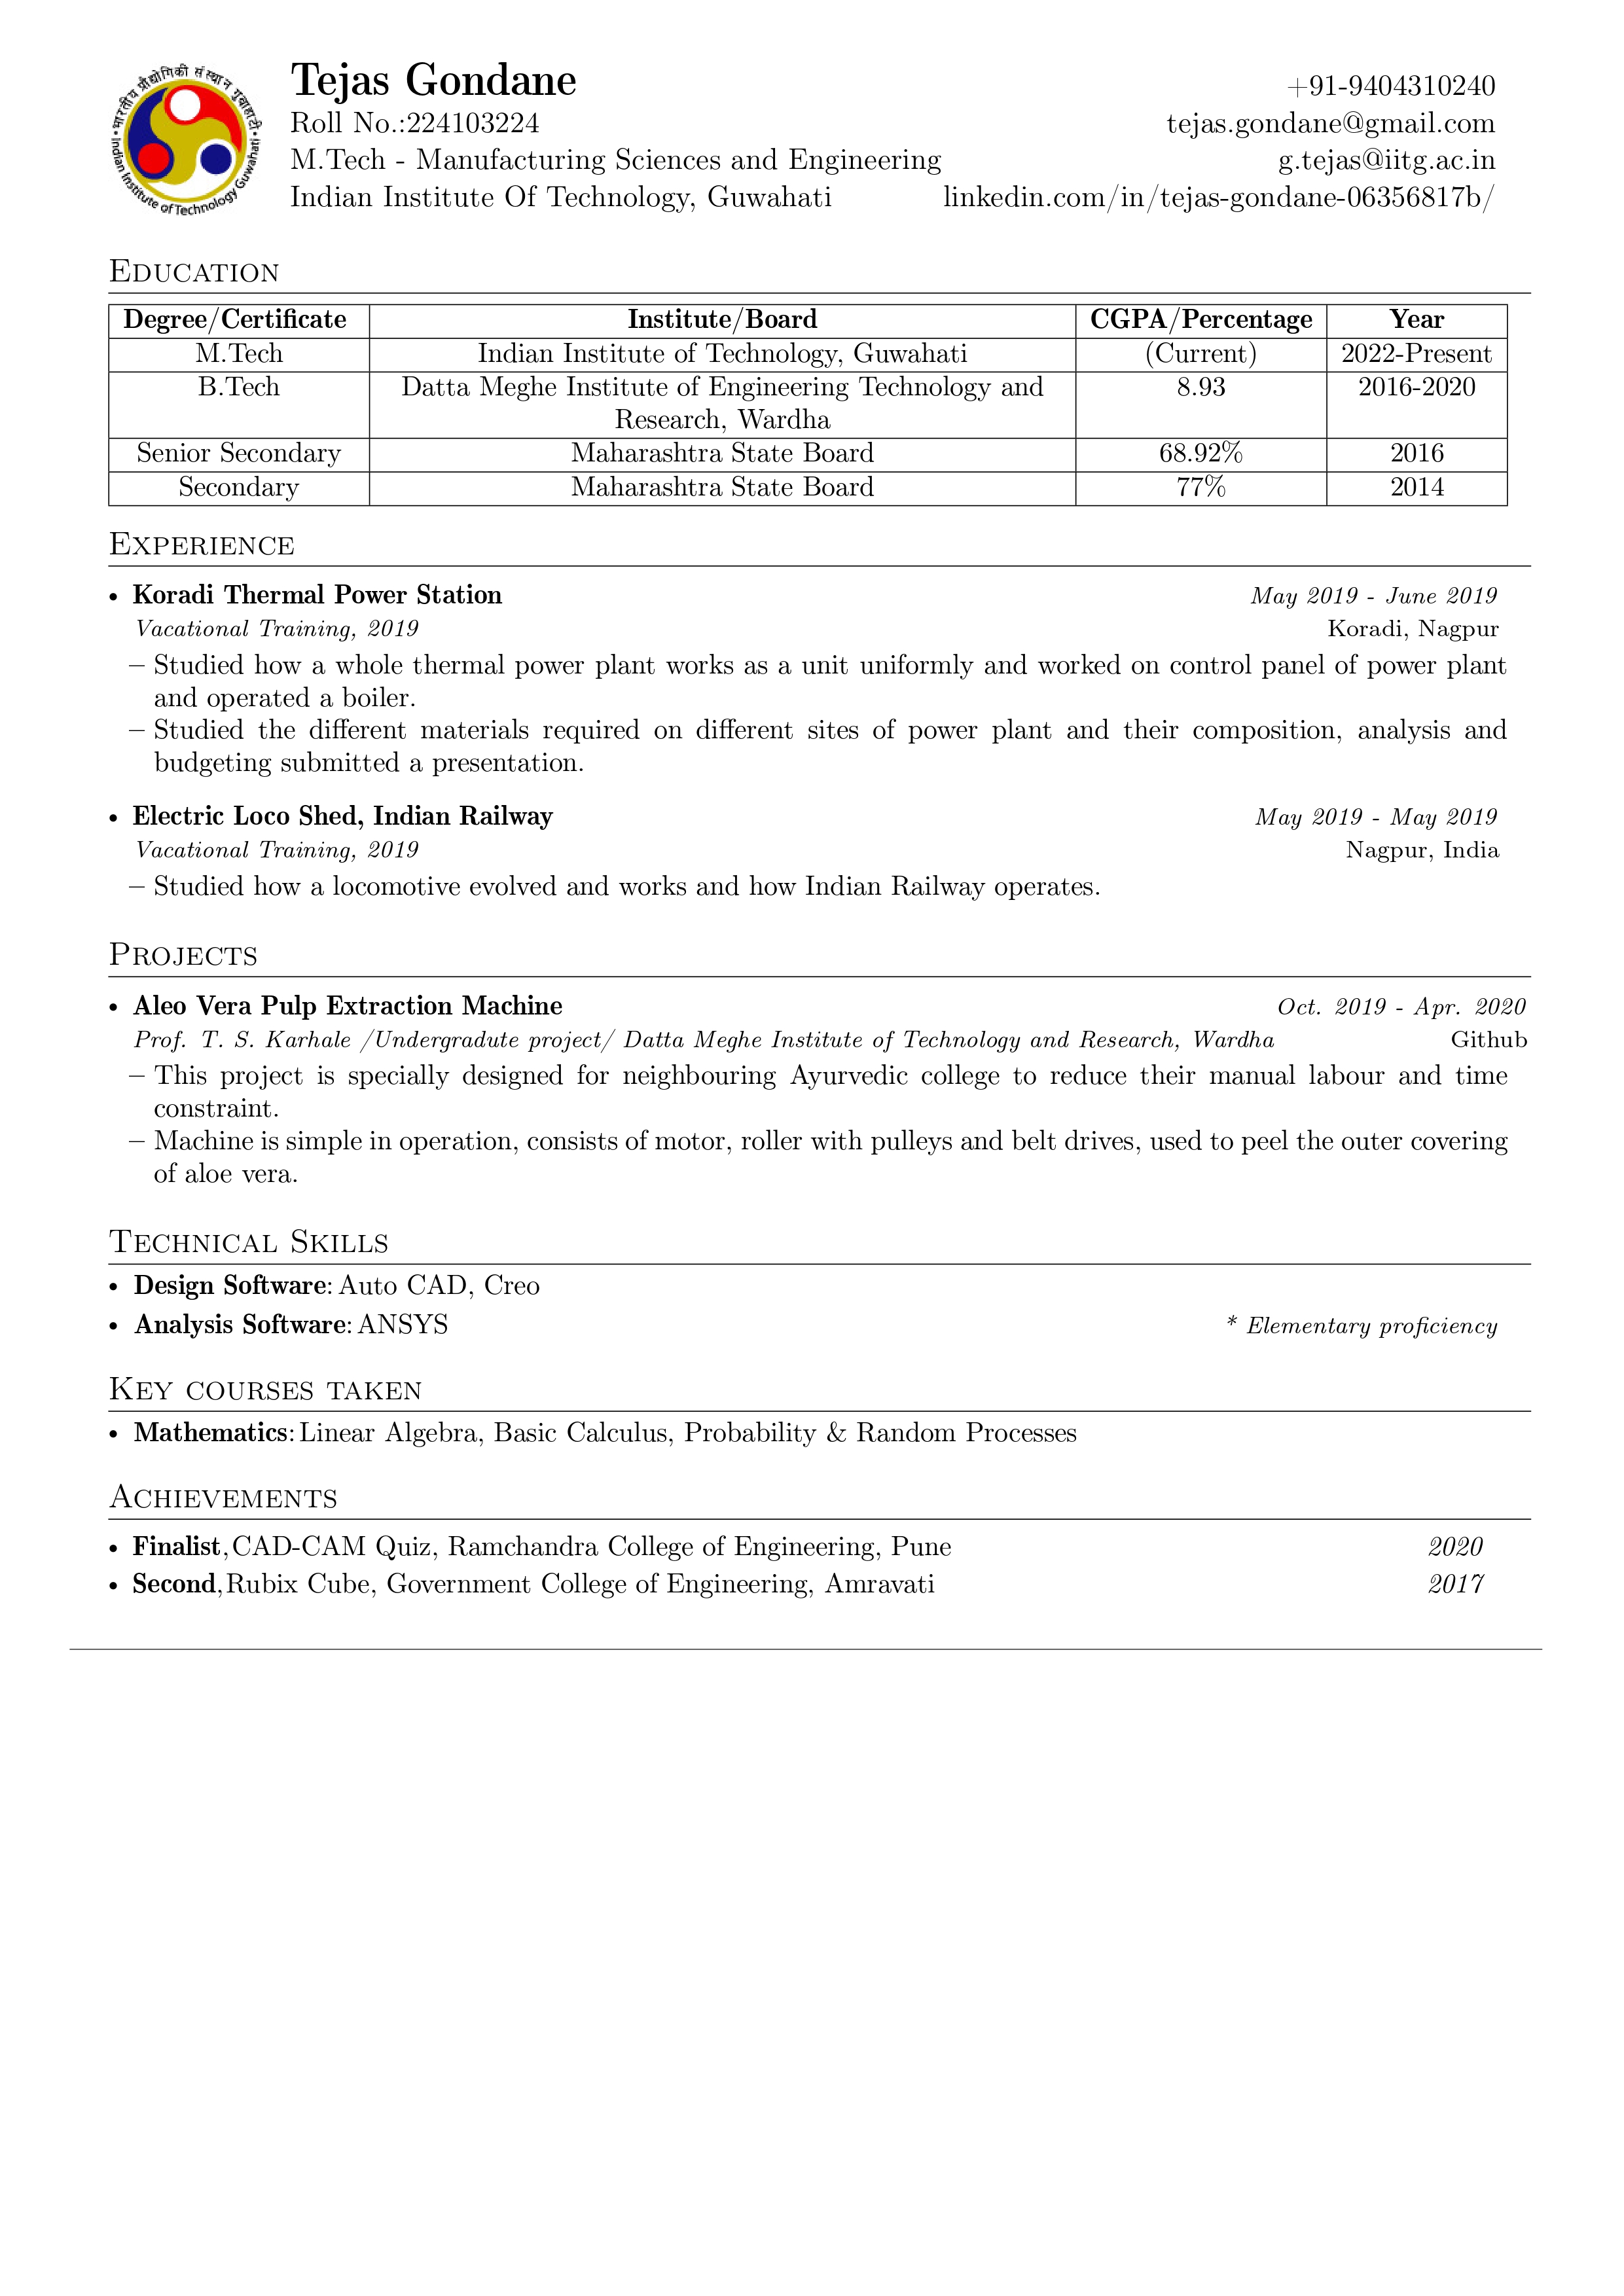 भारतीय प्रौद्योगिकी संस्थान गुवाहाटी
Indian Institute of Technology Guwahati
Tejas Gondane
+91-9404310240
Roll No.:224103224
tejas.gondane@gmail.com
M.Tech - Manufacturing Sciences and Engineering
g.tejas@iitg.ac.in
Indian Institute Of Technology, Guwahati
linkedin.com/in/tejas-gondane-06356817b/
Education
Degree/Certificate Institute/Board CGPA/Percentage Year
M.Tech Indian Institute of Technology, Guwahati (Current) 2022-Present
B.Tech Datta Meghe Institute of Engineering Technology and 8.93 2016-2020
Research, Wardha
Senior Secondary Maharashtra State Board 68.92% 2016
Secondary Maharashtra State Board 77% 2014
Experience
• Koradi Thermal Power Station May 2019 - June 2019
Vacational Training, 2019 Koradi, Nagpur
– Studied how a whole thermal power plant works as a unit uniformly and worked on control panel of power plant
and operated a boiler.
– Studied the different materials required on different sites of power plant and their composition, analysis and
budgeting submitted a presentation.
• Electric Loco Shed, Indian Railway May 2019 - May 2019
Vacational Training, 2019 Nagpur, India
– Studied how a locomotive evolved and works and how Indian Railway operates.
Projects
• Aleo Vera Pulp Extraction Machine Oct. 2019 - Apr. 2020
Prof. T. S. Karhale /Undergradute project/ Datta Meghe Institute of Technology and Research, Wardha Github
– This project is specially designed for neighbouring Ayurvedic college to reduce their manual labour and time
constraint.
– Machine is simple in operation, consists of motor, roller with pulleys and belt drives, used to peel the outer covering
of aloe vera.
Technical Skills
• Design Software: Auto CAD, Creo
• Analysis Software: ANSYS * Elementary proficiency
Key courses taken
• Mathematics: Linear Algebra, Basic Calculus, Probability & Random Processes
Achievements
• Finalist,CAD-CAM Quiz, Ramchandra College of Engineering, Pune 2020
• Second,Rubix Cube, Government College of Engineering, Amravati 2017